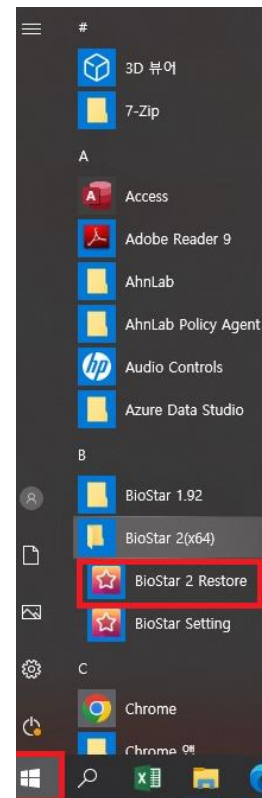 #
3D 뷰어
7-Zip
A
Access
Adobe Reader 9
AhnLab
AhnLab Policy Agent
Audio Controls
Azure Data Studio
B
BioStar 1.92
BioStar 2(x64)
BioStar 2 Restore
BioStar Setting
C
Chrome
Chrome 앱